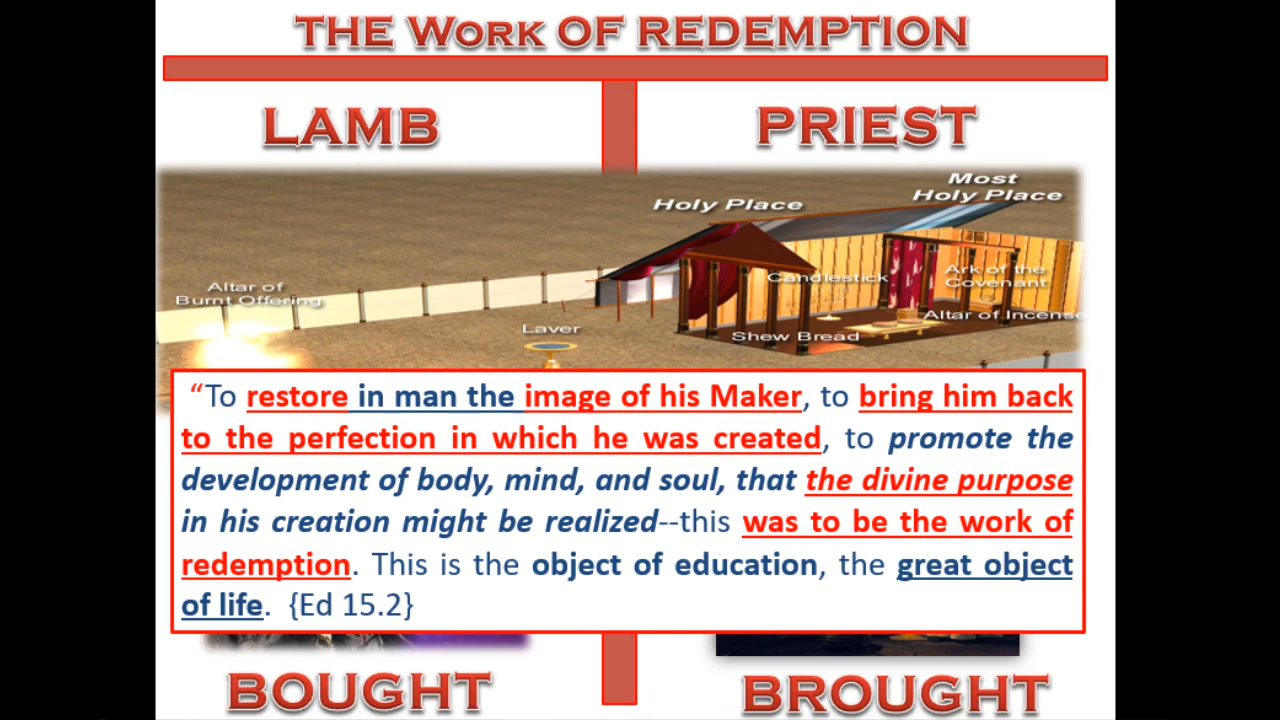 THE WORK OF REDEMPTION
LAMB
PRIEST
Most
Holy Place
Holy Place
Candlestick
Ark of the
Covenant
Altar of
Burnt Offering
Altar of Incense
Laver
Shew Bread
“To restore in man the image of his Maker, to bring him back
to the perfection in which he was created, to promote the
development of body, mind, and soul, that the divine purpose
in his creation might be realized--this was to be the work of
redemption. This is the object of education, the great object
of life. {Ed 15.2}
BOUGHT
BROUGHT